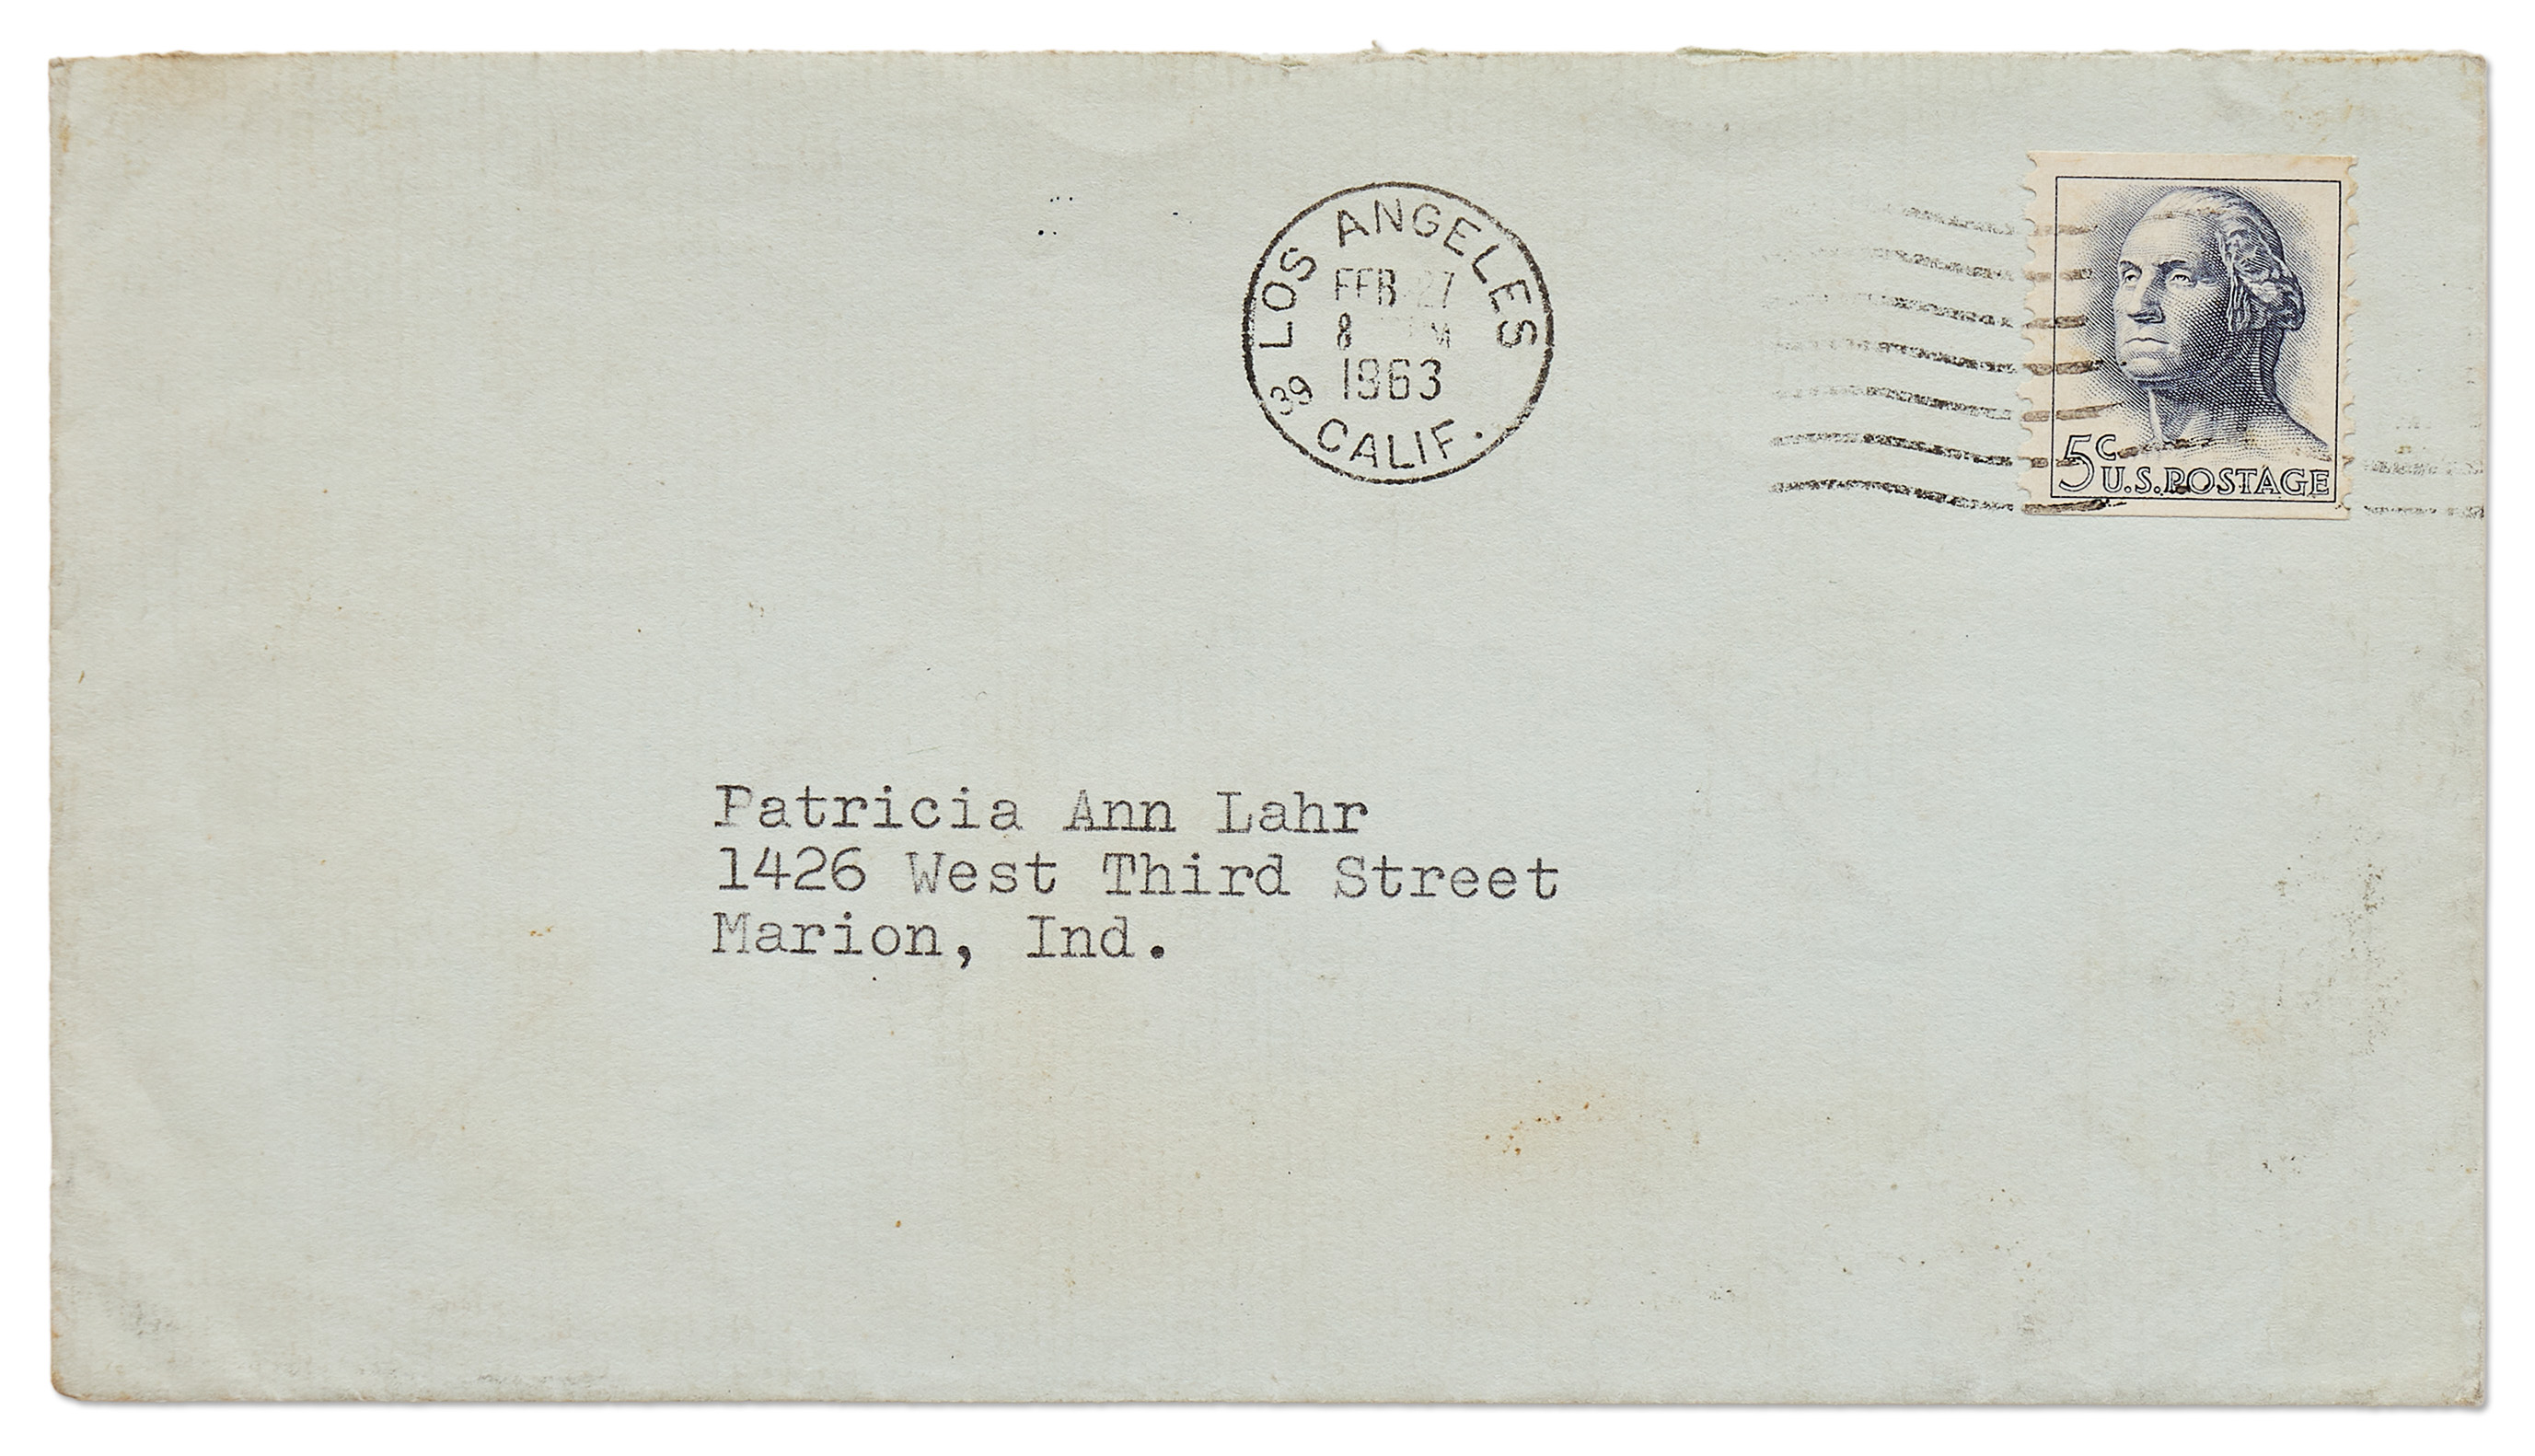 LOS ANGELES
FEB 27
8 PM
1963
39
CALIF.
5c
U.S. POSTAGE
Patricia Ann Lahr
1426 West Third Street
Marion, Ind.